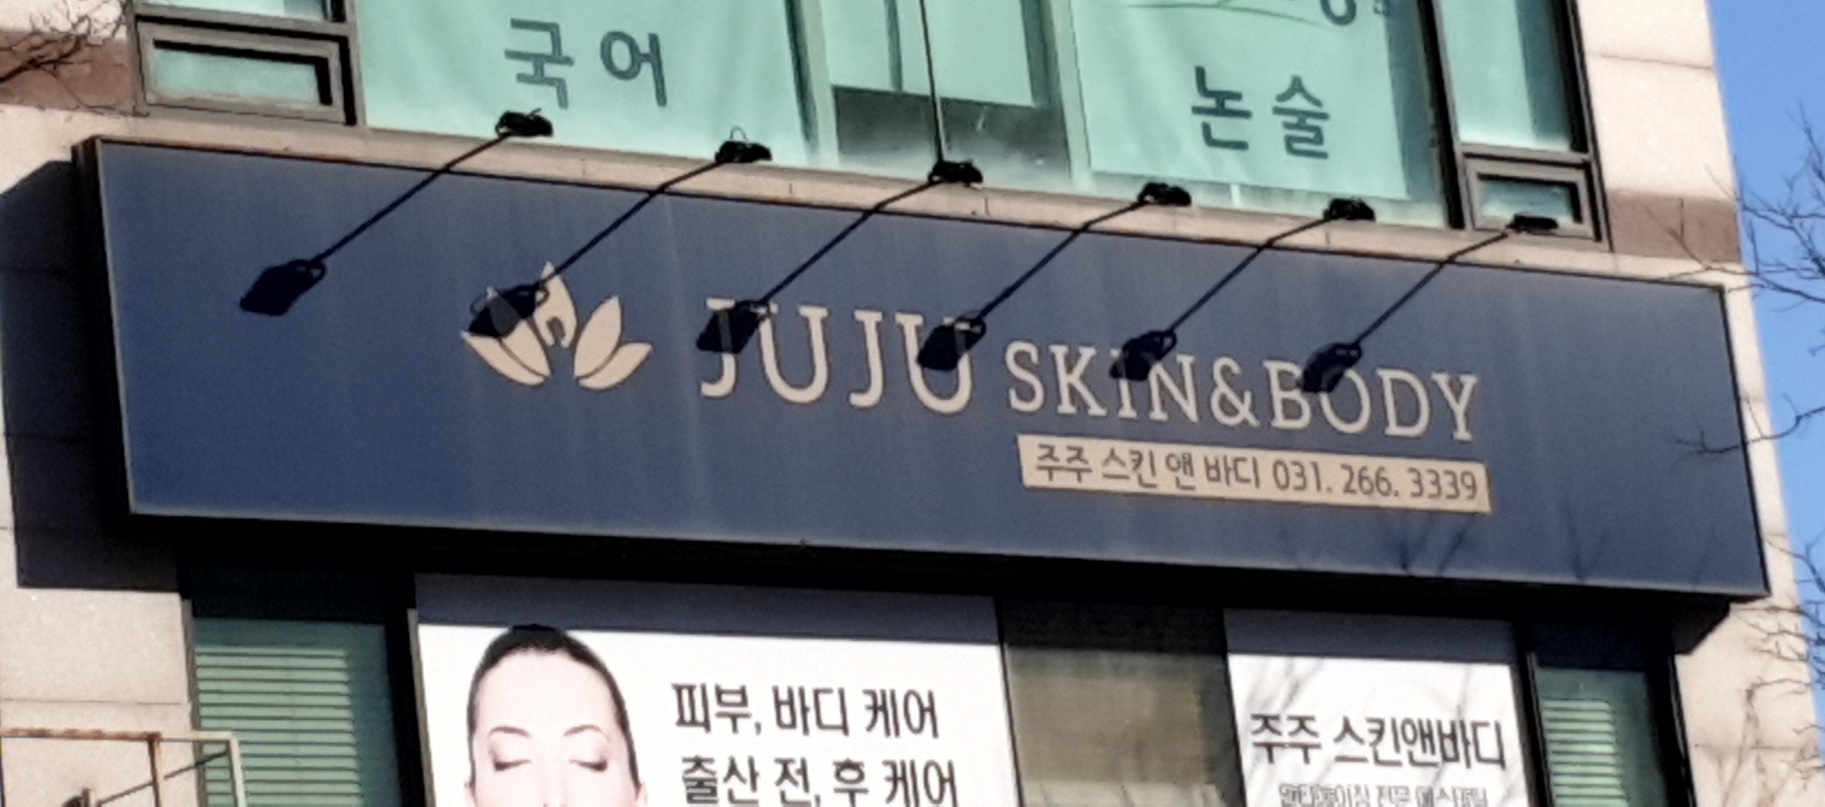 국어
논술
JUJU SKIN&BODY
주주 스킨 앤 바디 031. 266. 3339
피부, 바디 케어
출산 전, 후 케어
주주 스킨앤바디